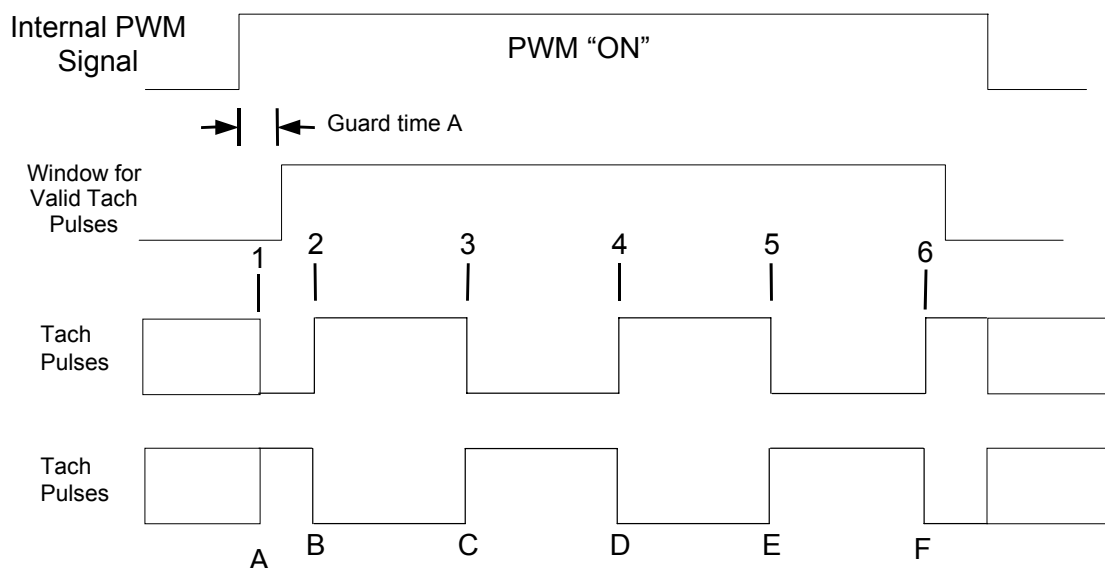 Internal PWM
Signal
PWM “ON”
Guard time A
Window for
Valid Tach
Pulses
1
2
3
4
5
6
Tach
Pulses
Tach
Pulses
A
B
C
D
E
F